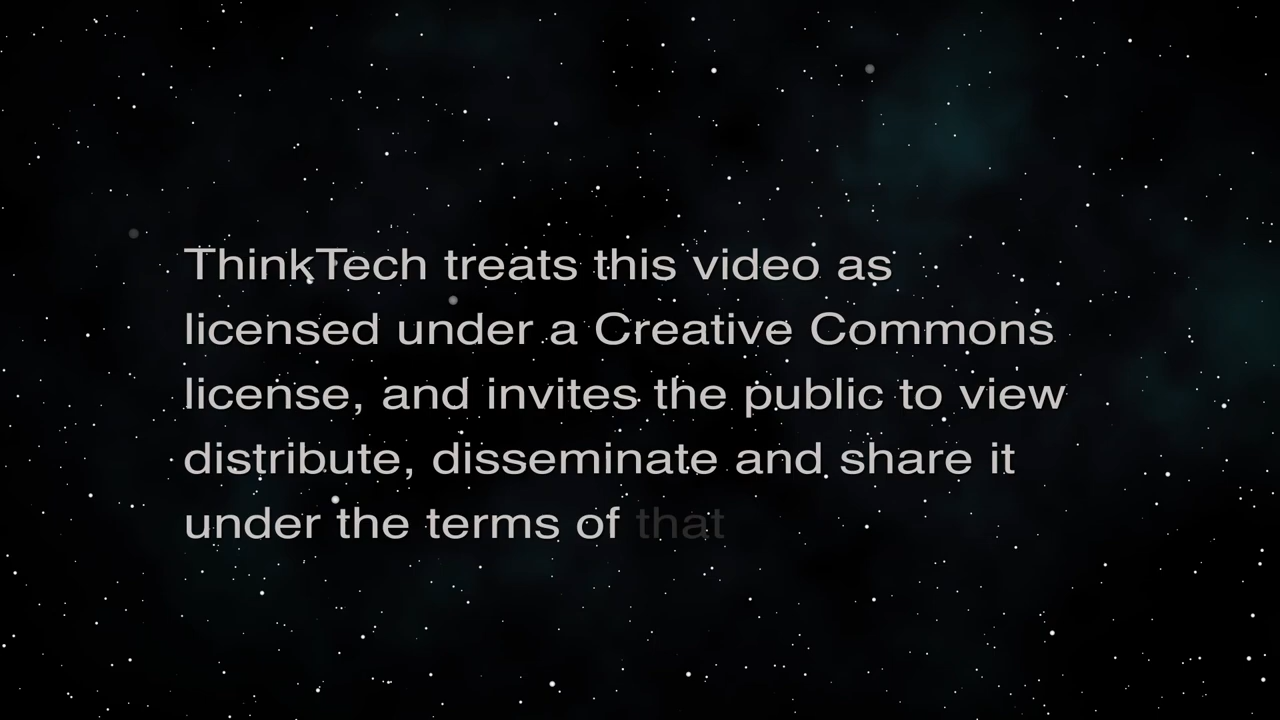 ThinkTech treats this video as
licensed under a Creative Commons
license, and invites the public to view
distribute, disseminate and share it
under the terms of that